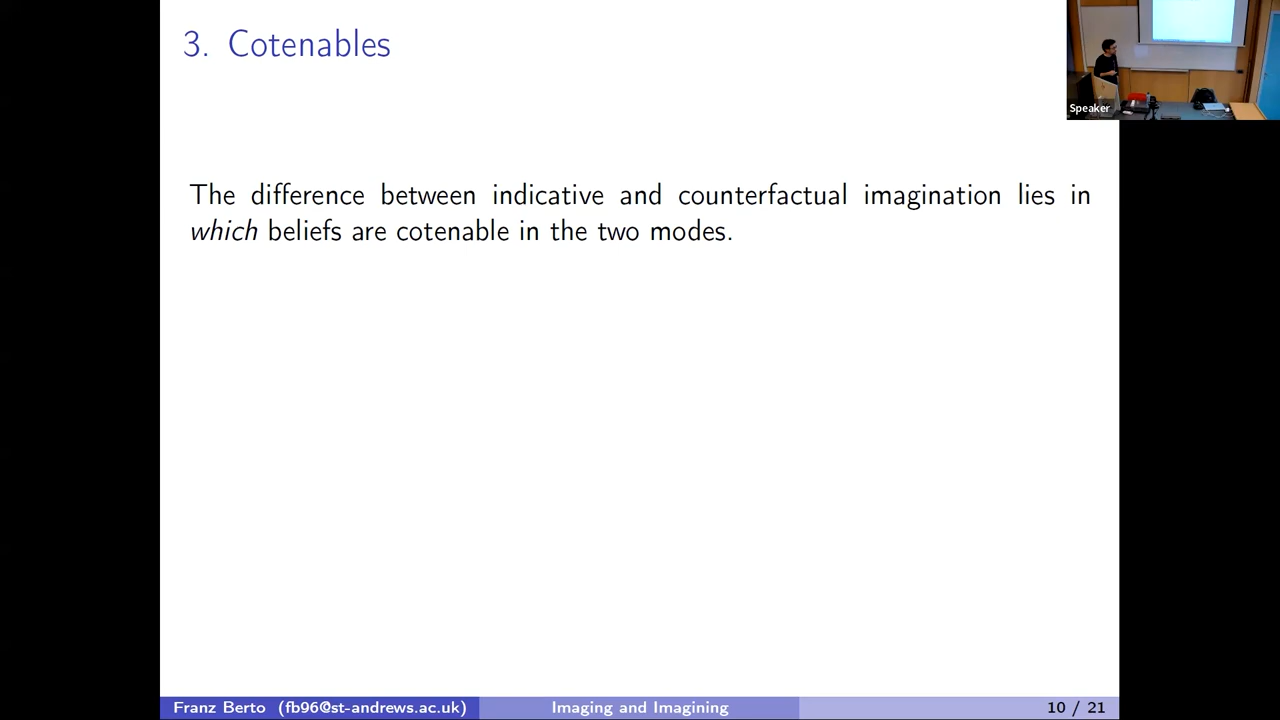 3. Cotenables
Speaker
The difference between indicative and counterfactual imagination lies in
which beliefs are cotenable in the two modes.
Franz Berto (fb96@st-andrews.ac.uk) Imaging and Imagining 10 / 21